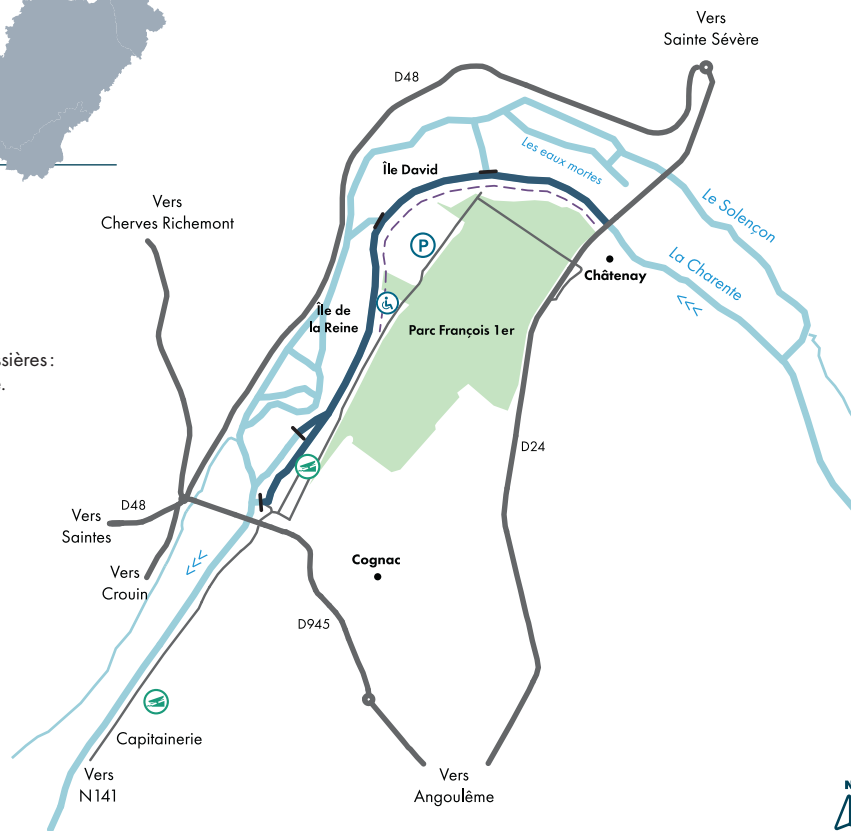 Vers
Sainte Sévère
D48
Les eaux mortes
Île David
Le Solençon
Vers
Cherves Richemont
P
La Charente
Châtenay
Île de
la Reine
Parc François 1er
sières :
.
D24
D48
Vers
Saintes
Vers
Crouin
Cognac
D945
Capitainerie
Vers
N141
Vers
Angoulême
N